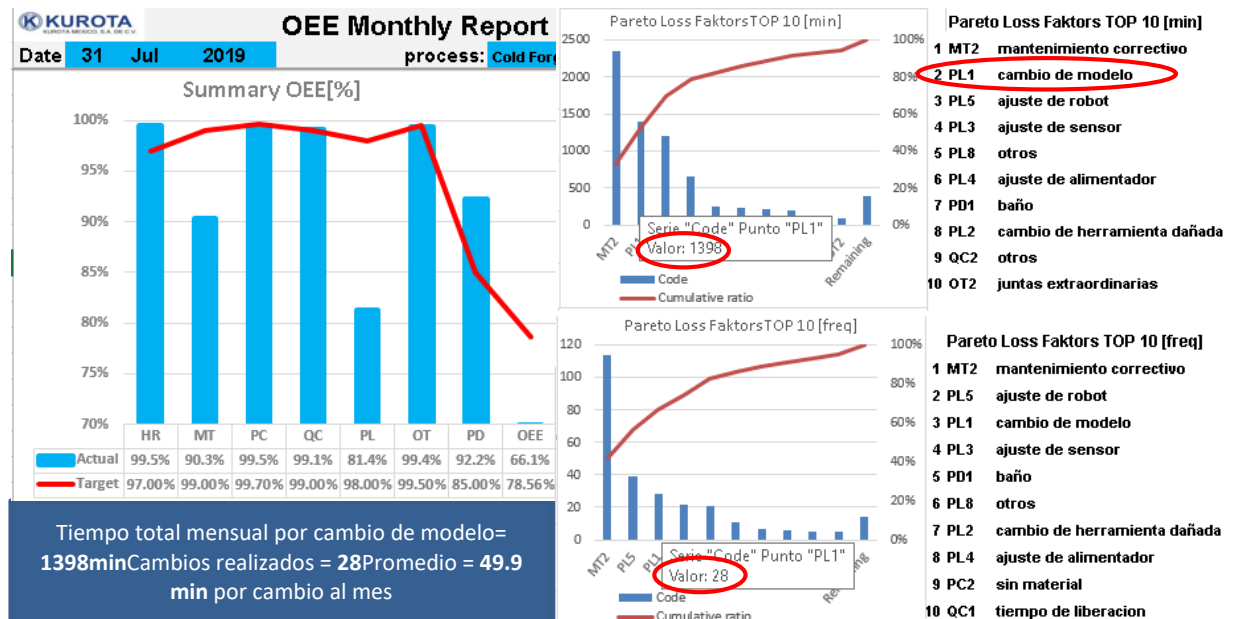 KUROTA
KUROTA MEXICO, S.A. DE C.V.
OEE Monthly Report
Date 31 Jul 2019
process: Cold For
Summary OEE[%]
100%
95%
90%
85%
80%
75%
70%
HR MT PC QC PL OT PD OEE
Actual 99.5% 90.3% 99.5% 99.1% 81.4% 99.4% 92.2% 66.1%
Target 97.00% 99.00% 99.70% 99.00% 98.00% 99.50% 85.00% 78.56%
Tiempo total mensual por cambio de modelo=
1398minCambios realizados = 28Promedio = 49.9
min por cambio al mes
Pareto Loss FaktorsTOP 10 [min]
2500
2000
1500
1000
500
0
100%
80%
60%
40%
20%
0%
Serie "Code" Punto "PL1"
Valor: 1398
MT2
PL1
Remaining
Code
Cumulative ratio
Pareto Loss Faktors TOP 10 [min]
1 MT2 mantenimiento correctivo
2 PL1 cambio de modelo
3 PL5 ajuste de robot
4 PL3 ajuste de sensor
5 PL8 otros
6 PL4 ajuste de alimentador
7 PD1 baño
8 PL2 cambio de herramienta dañada
9 QC2 otros
10 OT2 juntas extraordinarias
Pareto Loss FaktorsTOP 10 [freq]
120
100
80
60
40
20
0
100%
80%
60%
40%
20%
0%
Serie "Code" Punto "PL1"
Valor: 28
MT2
PL5
PL1
Code
Cumulative ratio
Pareto Loss Faktors TOP 10 [freq]
1 MT2 mantenimiento correctivo
2 PL5 ajuste de robot
3 PL1 cambio de modelo
4 PL3 ajuste de sensor
5 PD1 baño
6 PL8 otros
7 PL2 cambio de herramienta dañada
8 PL4 ajuste de alimentador
9 PC2 sin material
10 QC1 tiempo de liberacion